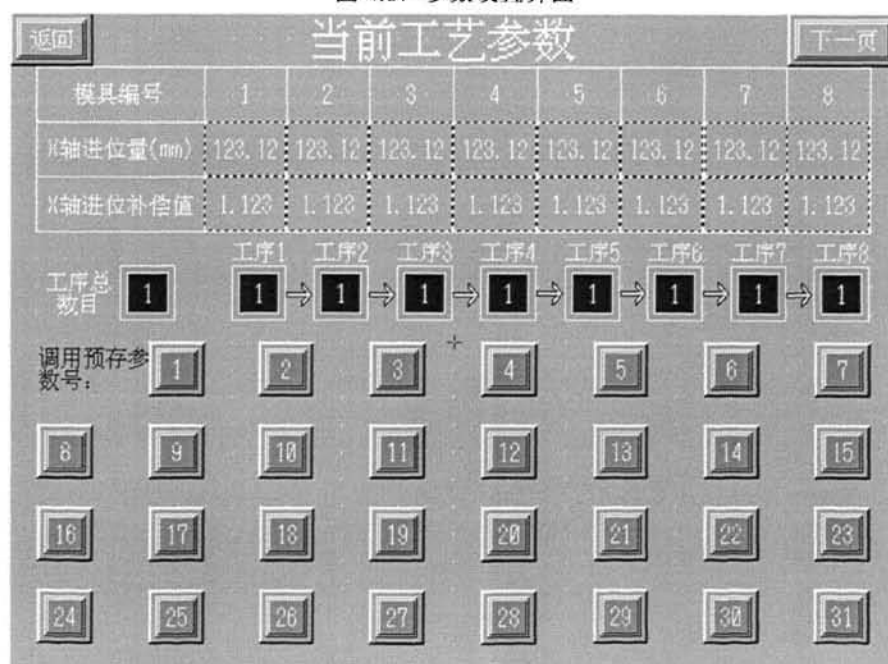 返回 当前工艺参数 下一页
模具编号 1 2 3 4 5 6 7 8
X轴进位量(mm) 123.12 123.12 123.12 123.12 123.12 123.12 123.12 123.12
X轴进位补偿值 1.123 1.123 1.123 1.123 1.123 1.123 1.123 1.123
工序1 工序2 工序3 工序4 工序5 工序6 工序7 工序8
工序总
数目 1 1 ⇒ 1 ⇒ 1 ⇒ 1 ⇒ 1 ⇒ 1 ⇒ 1 ⇒ 1
调用预存参
数号： 1 2 3 4 5 6 7
8 9 10 11 12 13 14 15
16 17 18 19 20 21 22 23
24 25 26 27 28 29 30 31